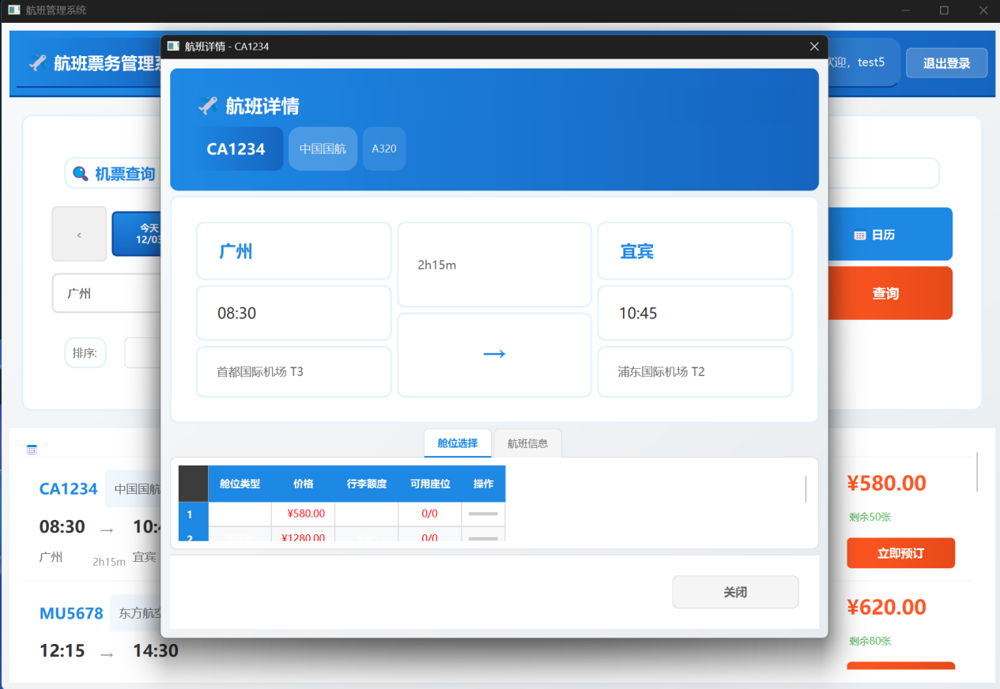 航班管理系统
航班票务管理系
航班详情 - CA1234
迎，test5
退出登录
航班详情
CA1234
中国国航
A320
机票查询
<
今天
12/03
日历
广州
查询
排序:
广州
2h15m
宜宾
08:30
→
10:45
首都国际机场 T3
浦东国际机场 T2
舱位选择
航班信息
舱位类型
价格
行李额度
可用座位
操作
1
¥580.00
0/0
2
¥1280.00
0/0
关闭
CA1234
中国国航
08:30
→
10:4
广州
2h15m
宜宾
¥580.00
剩余50张
立即预订
MU5678
东方航空
12:15
→
14:30
¥620.00
剩余80张